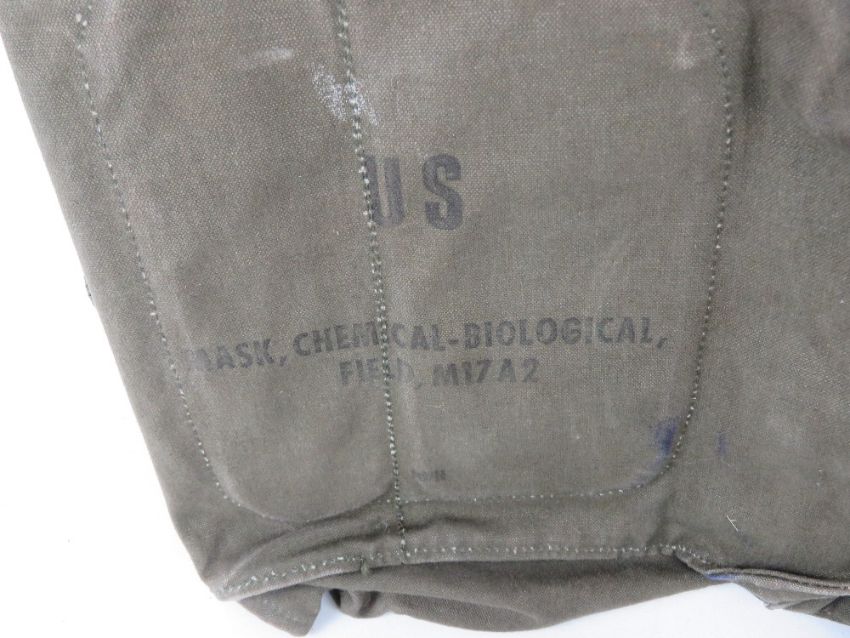 US
MASK, CHEMICAL-BIOLOGICAL,
FIELD, M17A2